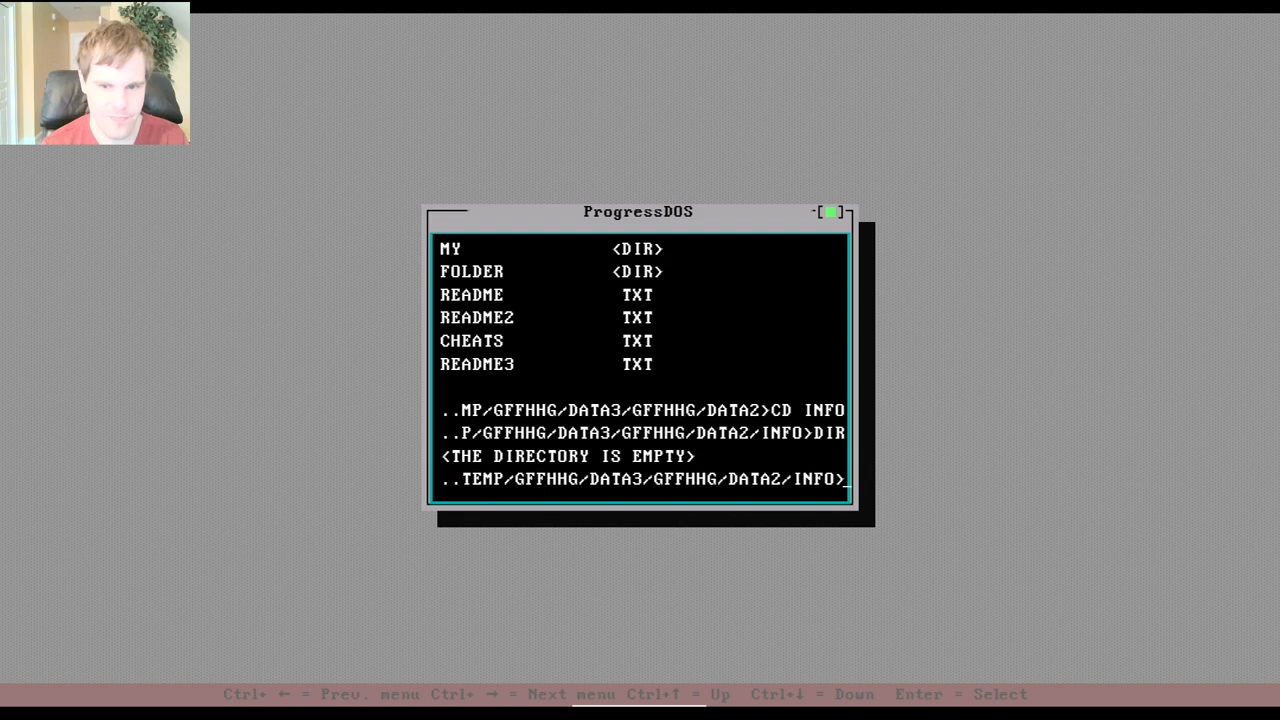 ProgressDOS
MY <DIR>
FOLDER <DIR>
README TXT
README2 TXT
CHEATS TXT
README3 TXT
..MP/GFFHHG/DATA3/GFFHHG/DATA2>CD INFO
..P/GFFHHG/DATA3/GFFHHG/DATA2/INFO>DIR
<THE DIRECTORY IS EMPTY>
..TEMP/GFFHHG/DATA3/GFFHHG/DATA2/INFO>_
Ctrl+ ← = Prev. menu Ctrl+ → = Next menu Ctrl+↑ = Up Ctrl+↓ = Down Enter = Select